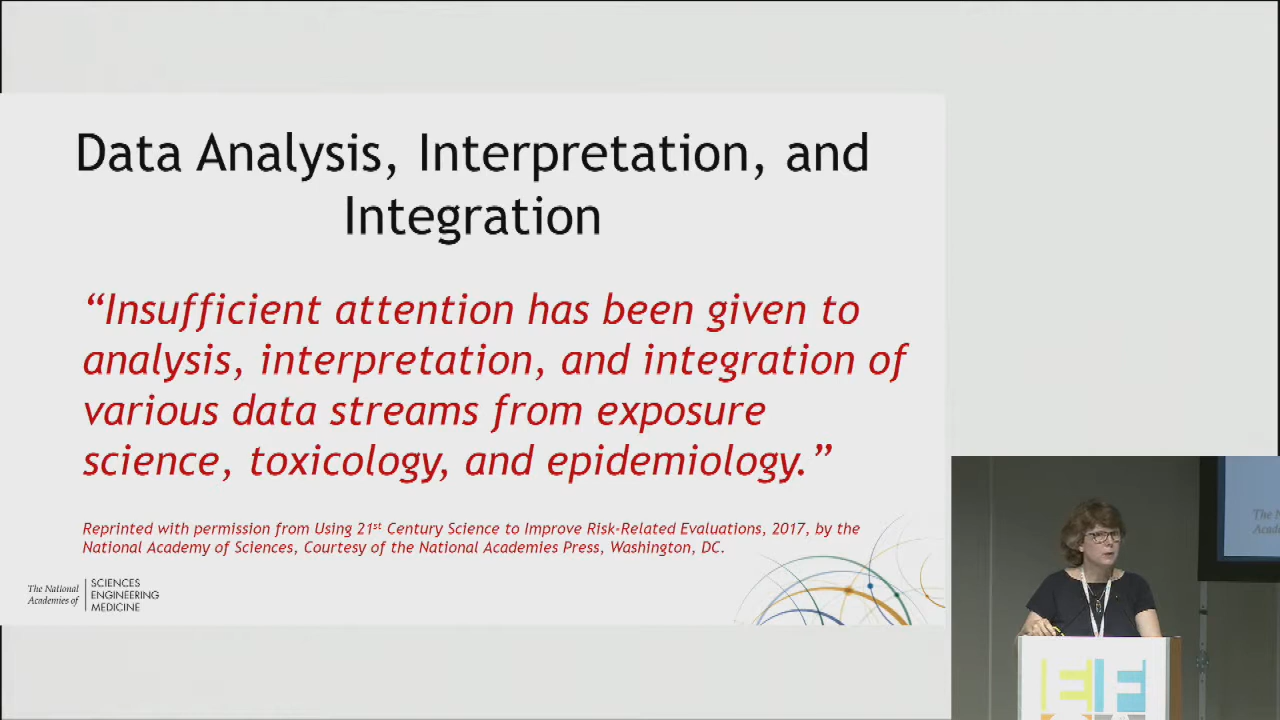 Data Analysis, Interpretation, and
Integration
“Insufficient attention has been given to
analysis, interpretation, and integration of
various data streams from exposure
science, toxicology, and epidemiology.”
Reprinted with permission from Using 21st Century Science to Improve Risk-Related Evaluations, 2017, by the
National Academy of Sciences, Courtesy of the National Academies Press, Washington, DC.
The National
Academies of
SCIENCES
ENGINEERING
MEDICINE
EF